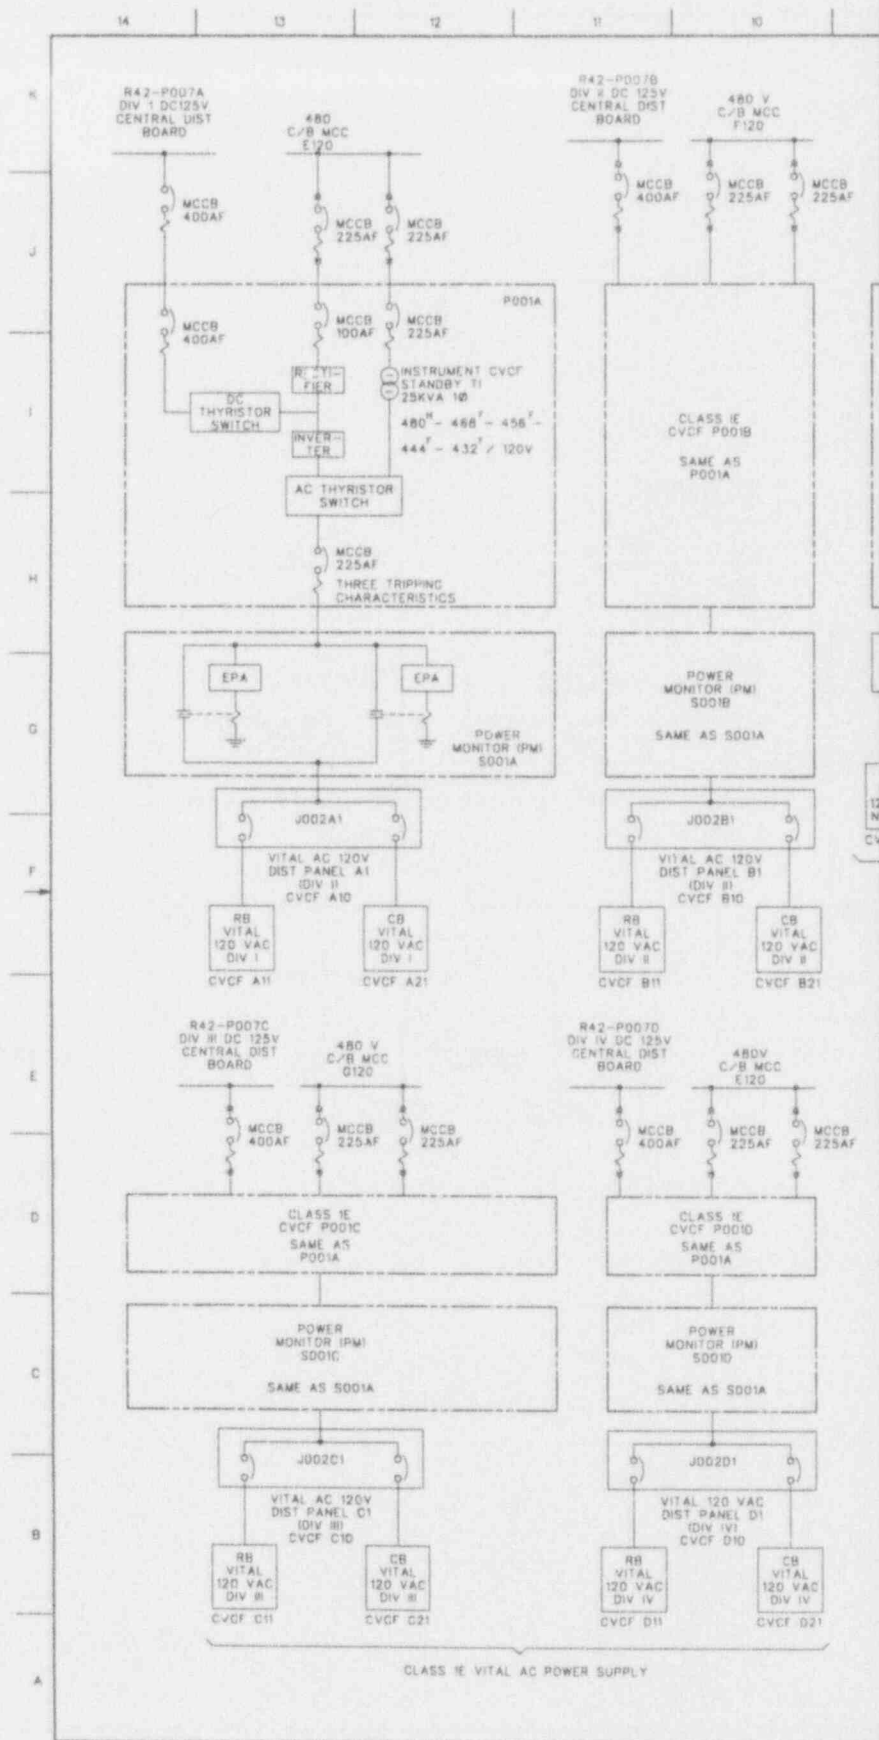 14 13 12 11 10
K
J
I
H
G
F
E
D
C
B
A
R42-P007A
DIV I DC125V
CENTRAL DIST
BOARD
480
C/B MCC
E120
MCCB
400AF
MCCB
225AF
MCCB
225AF
P001A
MCCB
400AF
MCCB
100AF
MCCB
225AF
FIER
DC
THYRISTOR
SWITCH
INVER-
TER
INSTRUMENT CVCF
STANDBY TI
25KVA 1Ø
480ᴹ - 468ᶠ - 456ᶠ -
444ᶠ - 432ᶠ / 120V
AC THYRISTOR
SWITCH
MCCB
225AF
THREE TRIPPING
CHARACTERISTICS
EPA
EPA
POWER
MONITOR (PM)
S001A
J002A1
VITAL AC 120V
DIST PANEL A1
(DIV I)
CVCF A10
RB
VITAL
120 VAC
DIV I
CVCF A11
CB
VITAL
120 VAC
DIV I
CVCF A21
R42-P007B
DIV II DC 125V
CENTRAL DIST
BOARD
480 V
C/B MCC
F120
MCCB
400AF
MCCB
225AF
MCCB
225AF
CLASS IE
CVCF P001B
SAME AS
P001A
POWER
MONITOR (PM)
S001B
SAME AS S001A
J002B1
VITAL AC 120V
DIST PANEL B1
(DIV II)
CVCF B10
RB
VITAL
120 VAC
DIV II
CVCF B11
CB
VITAL
120 VAC
DIV II
CVCF B21
R42-P007C
DIV III DC 125V
CENTRAL DIST
BOARD
480 V
C/B MCC
G120
MCCB
400AF
MCCB
225AF
MCCB
225AF
CLASS 1E
CVCF P001C
SAME AS
P001A
POWER
MONITOR (PM)
S001C
SAME AS S001A
J002C1
VITAL AC 120V
DIST PANEL C1
(DIV III)
CVCF C10
RB
VITAL
120 VAC
DIV III
CVCF C11
CB
VITAL
120 VAC
DIV III
CVCF C21
R42-P007D
DIV IV DC 125V
CENTRAL DIST
BOARD
480V
C/B MCC
E120
MCCB
400AF
MCCB
225AF
MCCB
225AF
CLASS 1E
CVCF P001D
SAME AS
P001A
POWER
MONITOR (PM)
S001D
SAME AS S001A
J002D1
VITAL 120 VAC
DIST PANEL D1
(DIV IV)
CVCF D10
RB
VITAL
120 VAC
DIV IV
CVCF D11
CB
VITAL
120 VAC
DIV IV
CVCF D21
CLASS 1E VITAL AC POWER SUPPLY